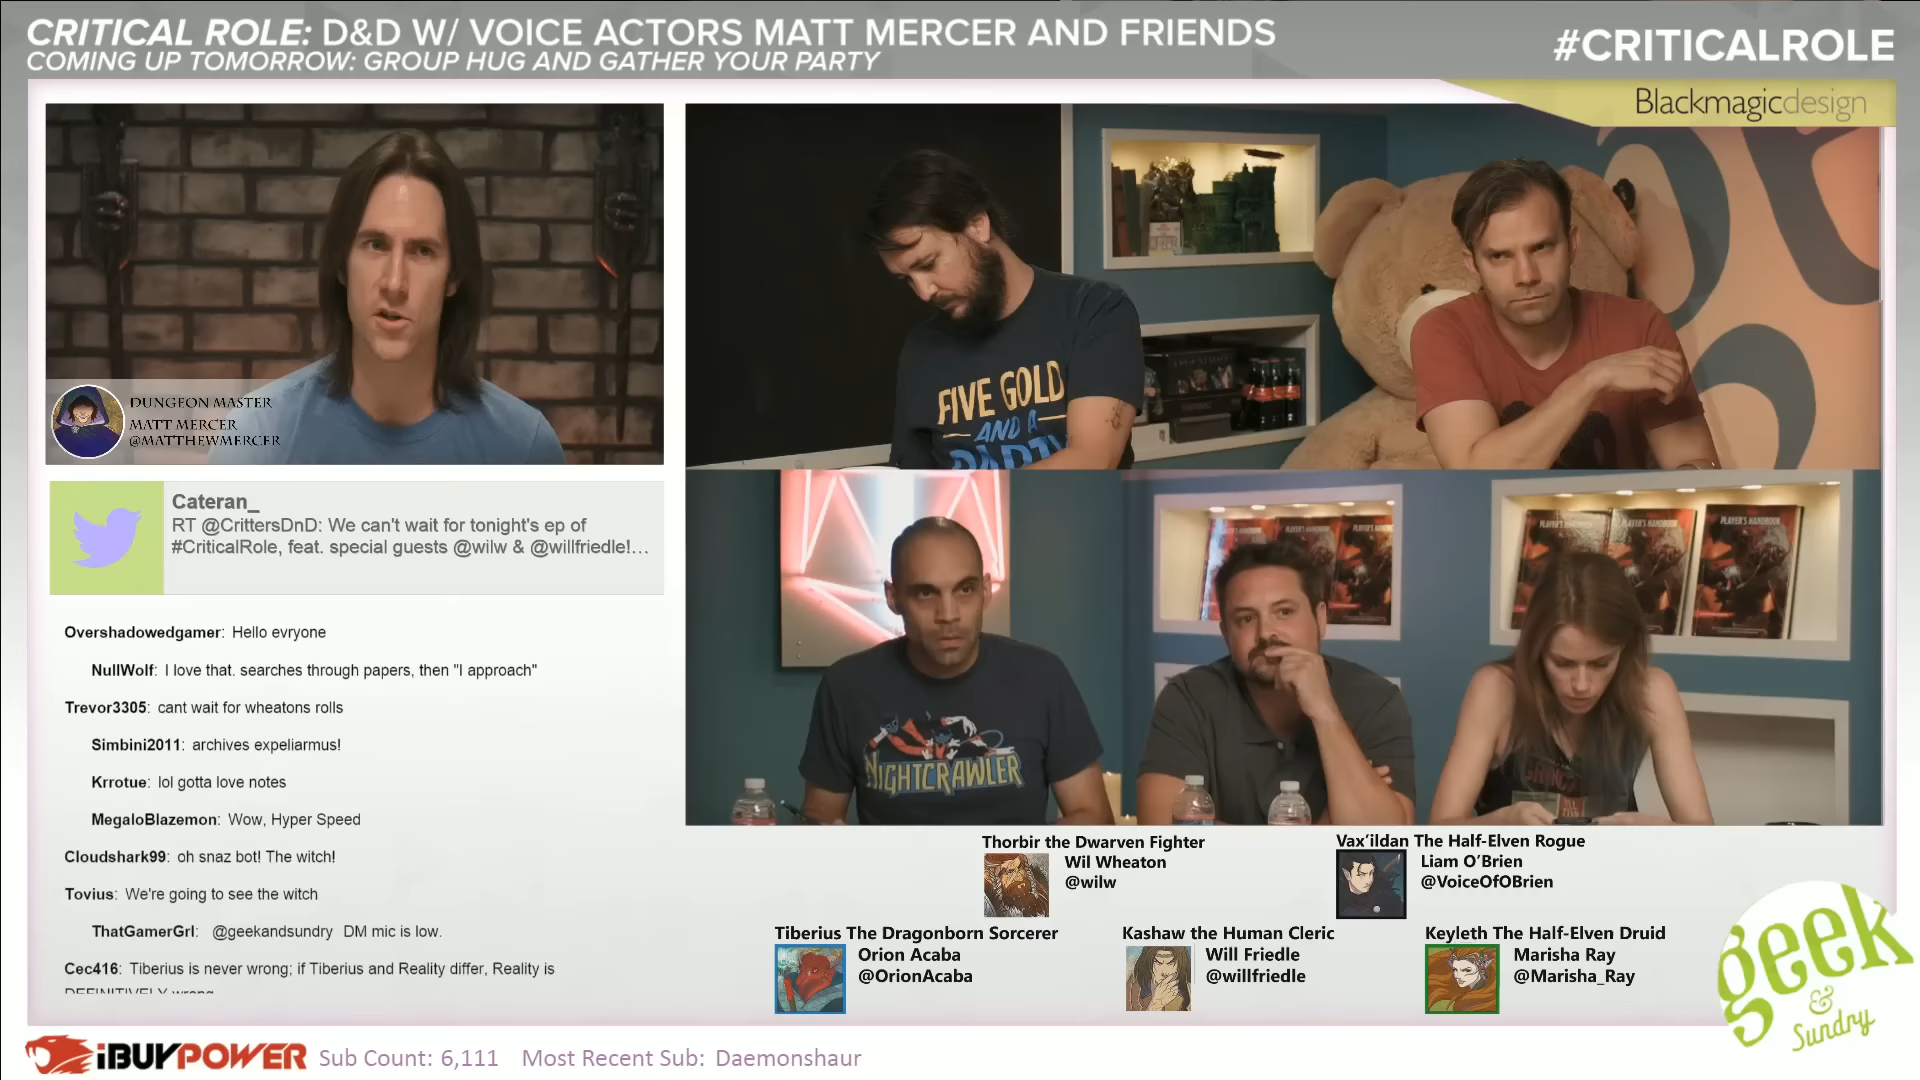 CRITICAL ROLE: D&D W/ VOICE ACTORS MATT MERCER AND FRIENDS
COMING UP TOMORROW: GROUP HUG AND GATHER YOUR PARTY
#CRITICALROLE
Blackmagicdesign
DUNGEON MASTER
MATT MERCER
@MATTHEWMERCER
FIVE GOLD
AND A
PLAYER'S HANDBOOK
PLAYER'S HANDBOOK
PLAYER'S HANDBOOK
NIGHTCRAWLER
Cateran_
RT @CrittersDnD: We can't wait for tonight's ep of
#CriticalRole, feat. special guests @wilw & @willfriedle!...
Overshadowedgamer: Hello evryone
NullWolf: I love that. searches through papers, then "I approach"
Trevor3305: cant wait for wheatons rolls
Simbini2011: archives expeliarmus!
Krrotue: lol gotta love notes
MegaloBlazemon: Wow, Hyper Speed
Cloudshark99: oh snaz bot! The witch!
Tovius: We're going to see the witch
ThatGamerGrl: @geekandsundry DM mic is low.
Cec416: Tiberius is never wrong; if Tiberius and Reality differ, Reality is
DEFINITIVELY wrong
Thorbir the Dwarven Fighter
Wil Wheaton
@wilw
Vax'ildan The Half-Elven Rogue
Liam O'Brien
@VoiceOfOBrien
Tiberius The Dragonborn Sorcerer
Orion Acaba
@OrionAcaba
Kashaw the Human Cleric
Will Friedle
@willfriedle
Keyleth The Half-Elven Druid
Marisha Ray
@Marisha_Ray
geek
&
Sundry
iBUYPOWER
Sub Count: 6,111 Most Recent Sub: Daemonshaur